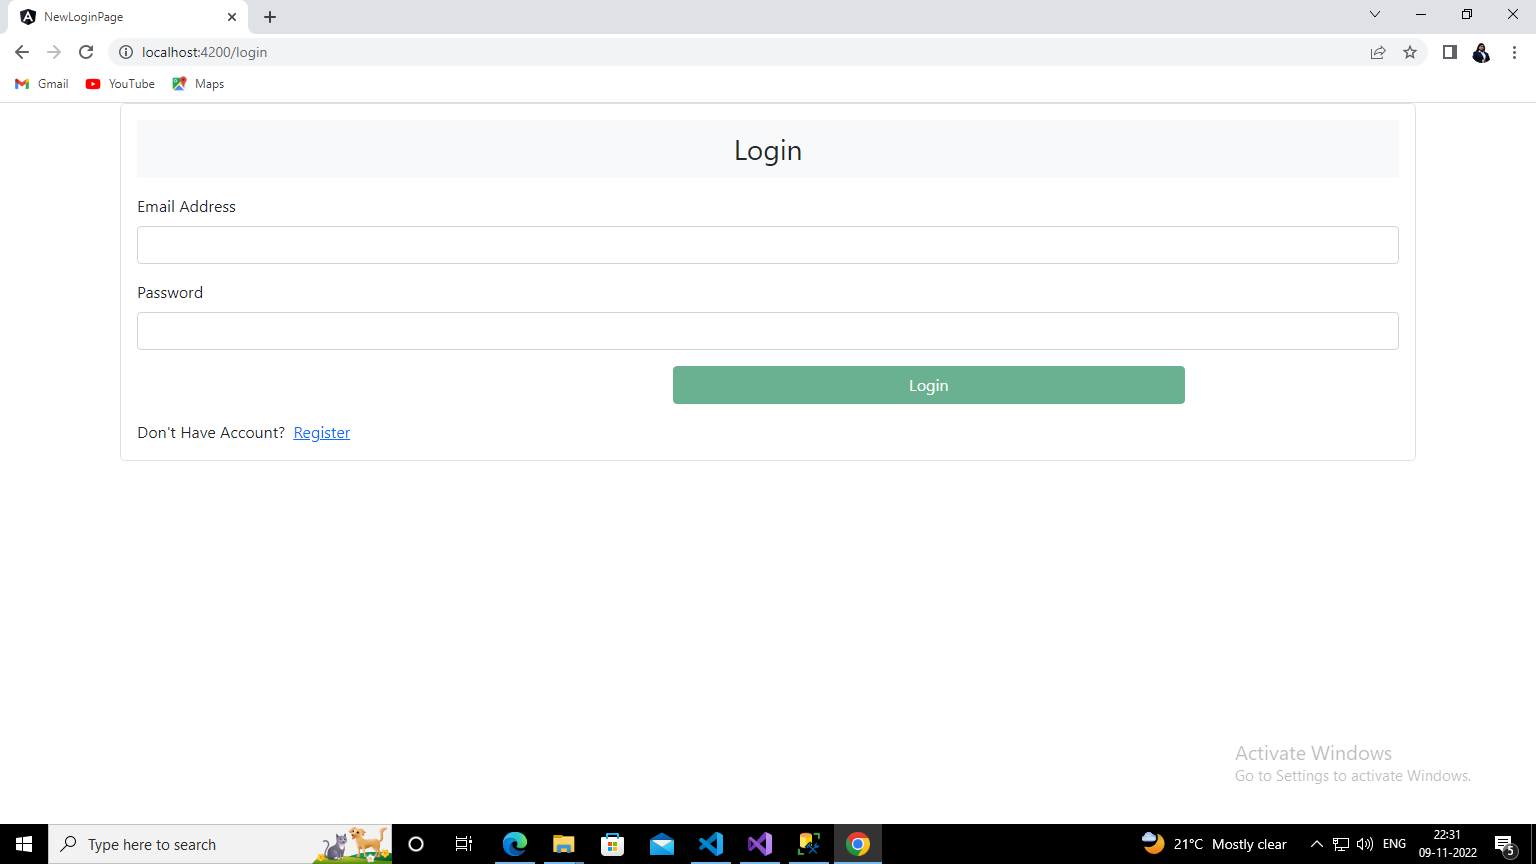 NewLoginPage
localhost:4200/login
Gmail YouTube Maps
Login
Email Address
Password
Login
Don't Have Account? Register
Activate Windows
Go to Settings to activate Windows.
Type here to search
21°C Mostly clear
ENG
22:31
09-11-2022
5